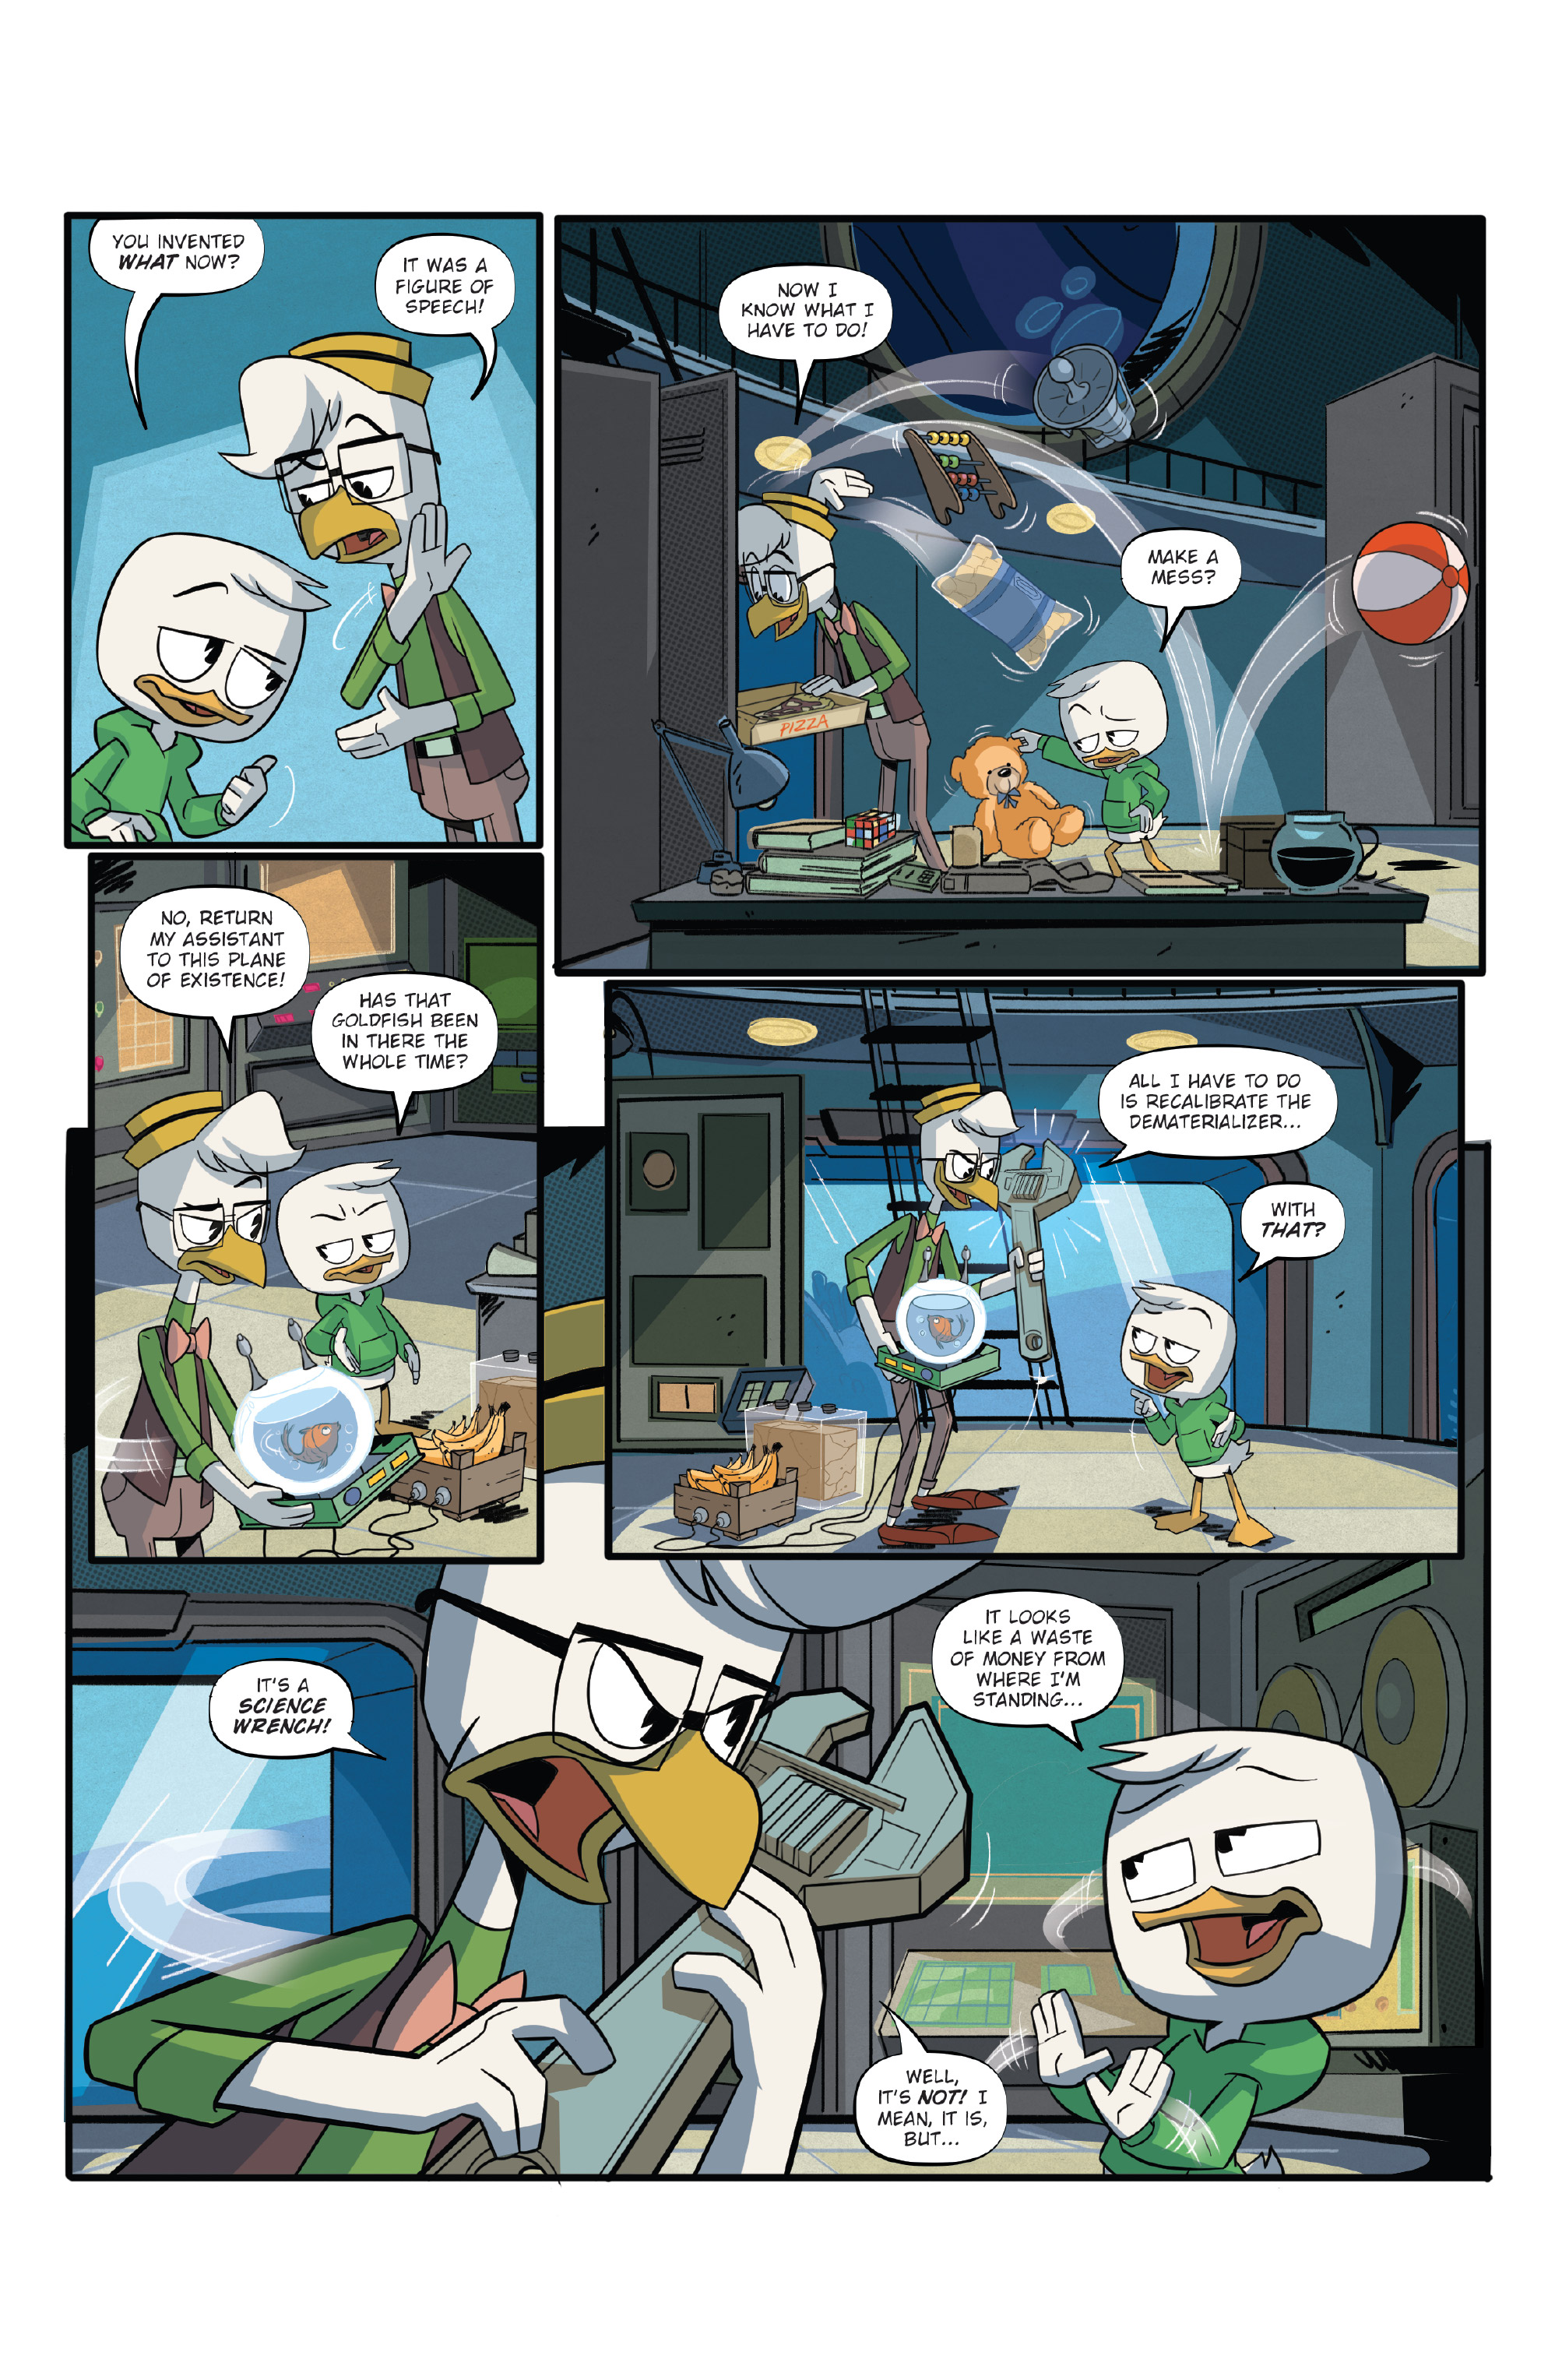 YOU INVENTED
WHAT NOW?
IT WAS A
FIGURE OF
SPEECH!
NOW I
KNOW WHAT I
HAVE TO DO!
MAKE A
MESS?
PIZZA
NO, RETURN
MY ASSISTANT
TO THIS PLANE
OF EXISTENCE!
HAS THAT
GOLDFISH BEEN
IN THERE THE
WHOLE TIME?
ALL I HAVE TO DO
IS RECALIBRATE THE
DEMATERIALIZER...
WITH
THAT?
IT'S A
SCIENCE
WRENCH!
IT LOOKS
LIKE A WASTE
OF MONEY FROM
WHERE I'M
STANDING...
WELL,
IT'S NOT! I
MEAN, IT IS,
BUT...